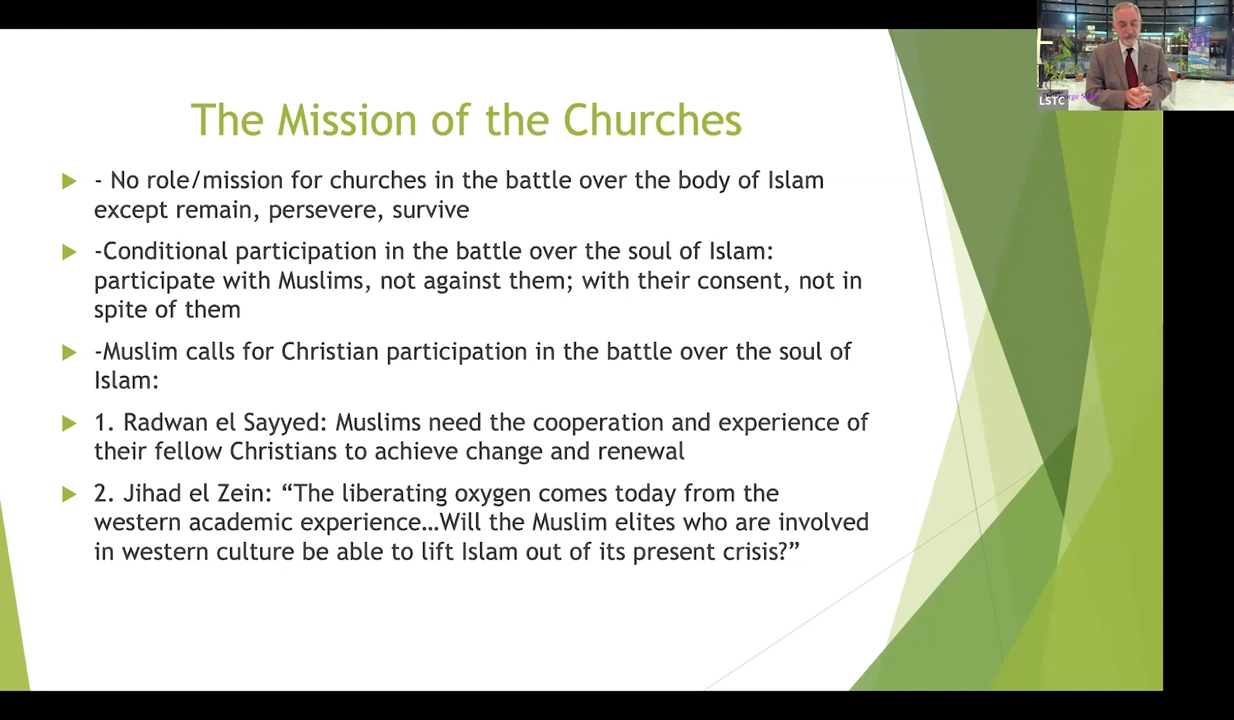 The Mission of the Churches
- No role/mission for churches in the battle over the body of Islam
except remain, persevere, survive
-Conditional participation in the battle over the soul of Islam:
participate with Muslims, not against them; with their consent, not in
spite of them
-Muslim calls for Christian participation in the battle over the soul of
Islam:
1. Radwan el Sayyed: Muslims need the cooperation and experience of
their fellow Christians to achieve change and renewal
2. Jihad el Zein: “The liberating oxygen comes today from the
western academic experience…Will the Muslim elites who are involved
in western culture be able to lift Islam out of its present crisis?”
LSTC